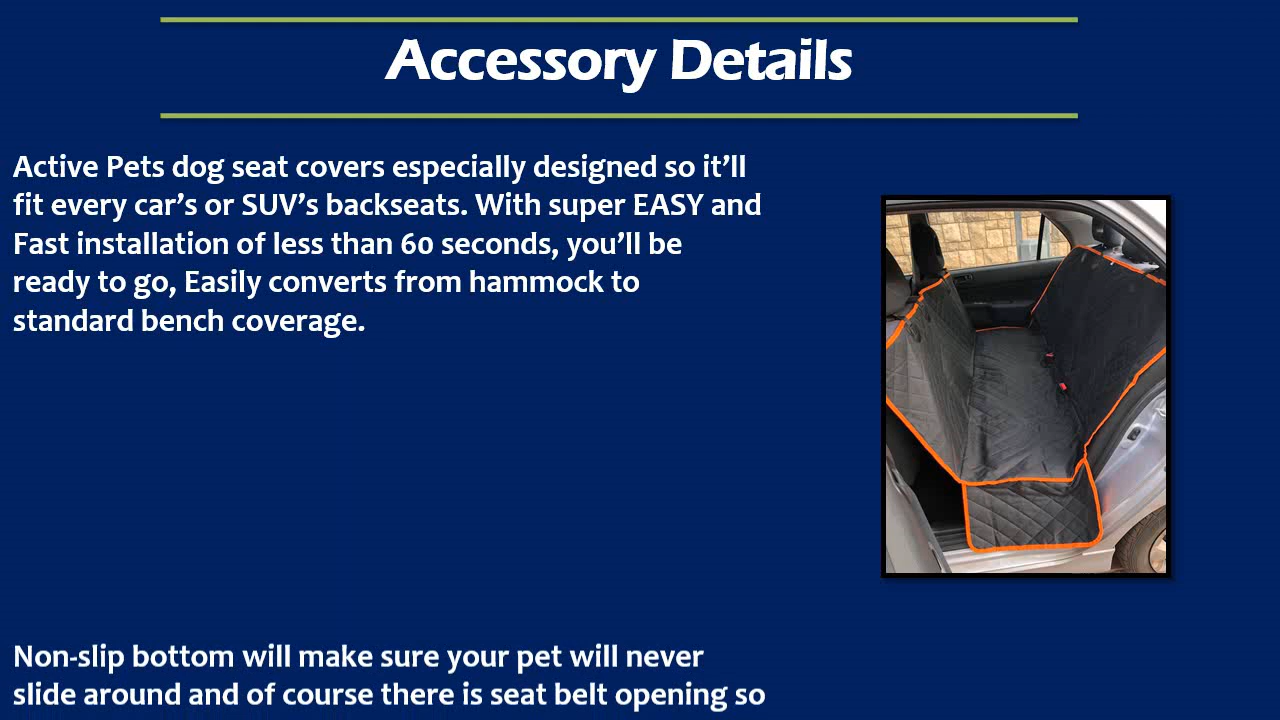 Accessory Details
Active Pets dog seat covers especially designed so it’ll
fit every car’s or SUV’s backseats. With super EASY and
Fast installation of less than 60 seconds, you’ll be
ready to go, Easily converts from hammock to
standard bench coverage.
Non-slip bottom will make sure your pet will never
slide around and of course there is seat belt opening so